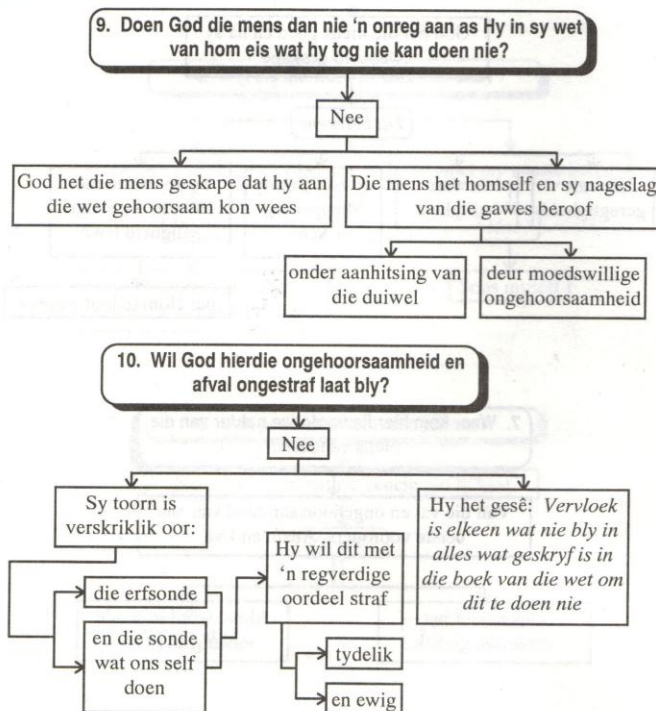 9. Doen God die mens dan nie ‘n onreg aan as Hy in sy wet
van hom eis wat hy tog nie kan doen nie?
Nee
God het die mens geskape dat hy aan
die wet gehoorsaam kon wees
Die mens het homself en sy nageslag
van die gawes beroof
onder aanhitsing van
die duiwel
deur moedswillige
ongehoorsaamheid
10. Wil God hierdie ongehoorsaamheid en
afval ongestraf laat bly?
Nee
Sy toorn is
verskriklik oor:
die erfsonde
en die sonde
wat ons self
doen
Hy wil dit met
‘n regverdige
oordeel straf
tydelik
en ewig
Hy het gesê: Vervloek
is elkeen wat nie bly in
alles wat geskryf is in
die boek van die wet om
dit te doen nie